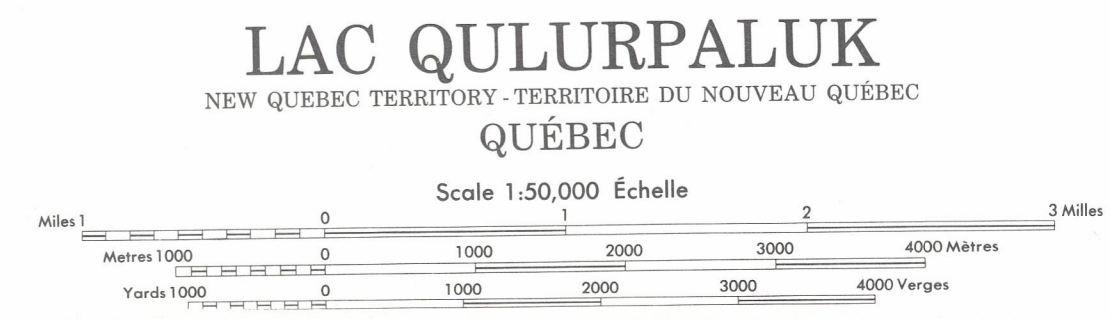 LAC QULURPALUK
NEW QUEBEC TERRITORY - TERRITOIRE DU NOUVEAU QUÉBEC
QUÉBEC
Scale 1:50,000 Échelle
Miles 1 0 1 2 3 Milles
Metres 1000 0 1000 2000 3000 4000 Mètres
Yards 1000 0 1000 2000 3000 4000 Verges